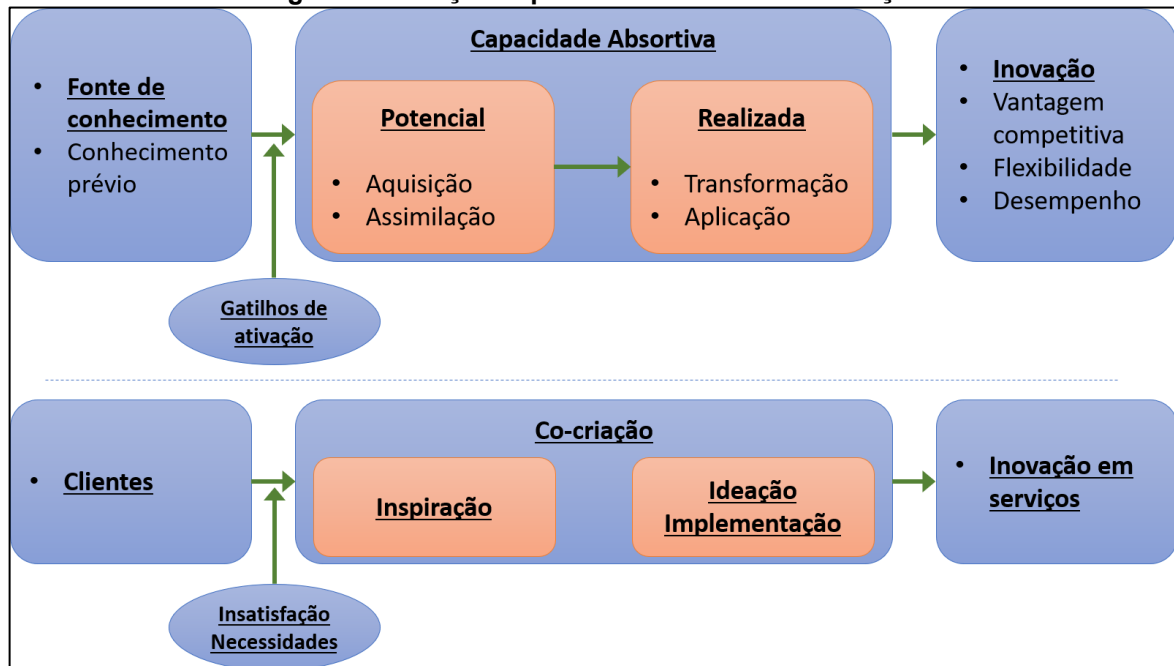 Capacidade Absortiva
• Fonte de
conhecimento
• Conhecimento
prévio
Potencial
• Aquisição
• Assimilação
Realizada
• Transformação
• Aplicação
• Inovação
• Vantagem
competitiva
• Flexibilidade
• Desempenho
Gatilhos de
ativação
Co-criação
• Clientes
Inspiração
Ideação
Implementação
• Inovação em
serviços
Insatisfação
Necessidades